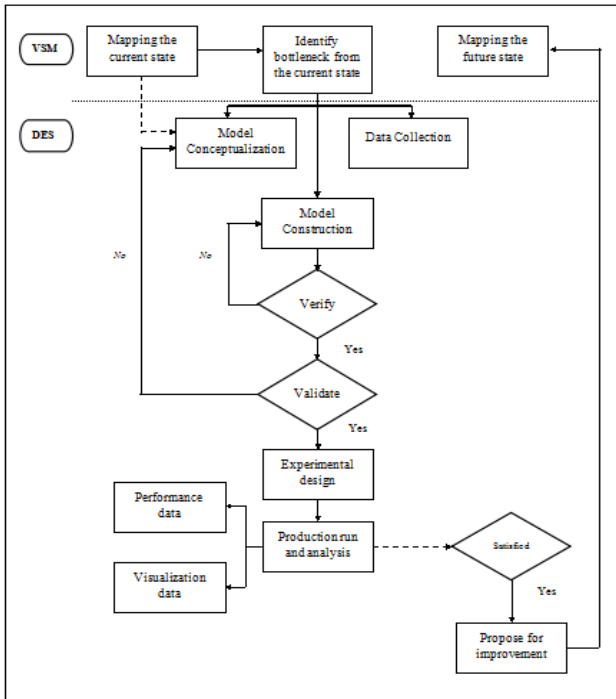 VSM
Mapping the
current state
Identify
bottleneck from
the current state
Mapping the
future state
DES
Model
Conceptualization
Data Collection
Model
Construction
No
No
Verify
Yes
Validate
Yes
Experimental
design
Performance
data
Production run
and analysis
Satisfied
Visualization
data
Yes
Propose for
improvement